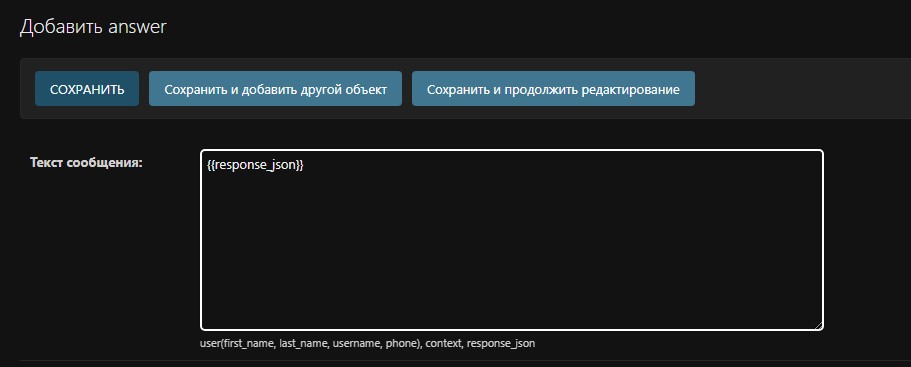 Добавить answer
СОХРАНИТЬ Сохранить и добавить другой объект Сохранить и продолжить редактирование
Текст сообщения: {{response_json}}
user(first_name, last_name, username, phone), context, response_json